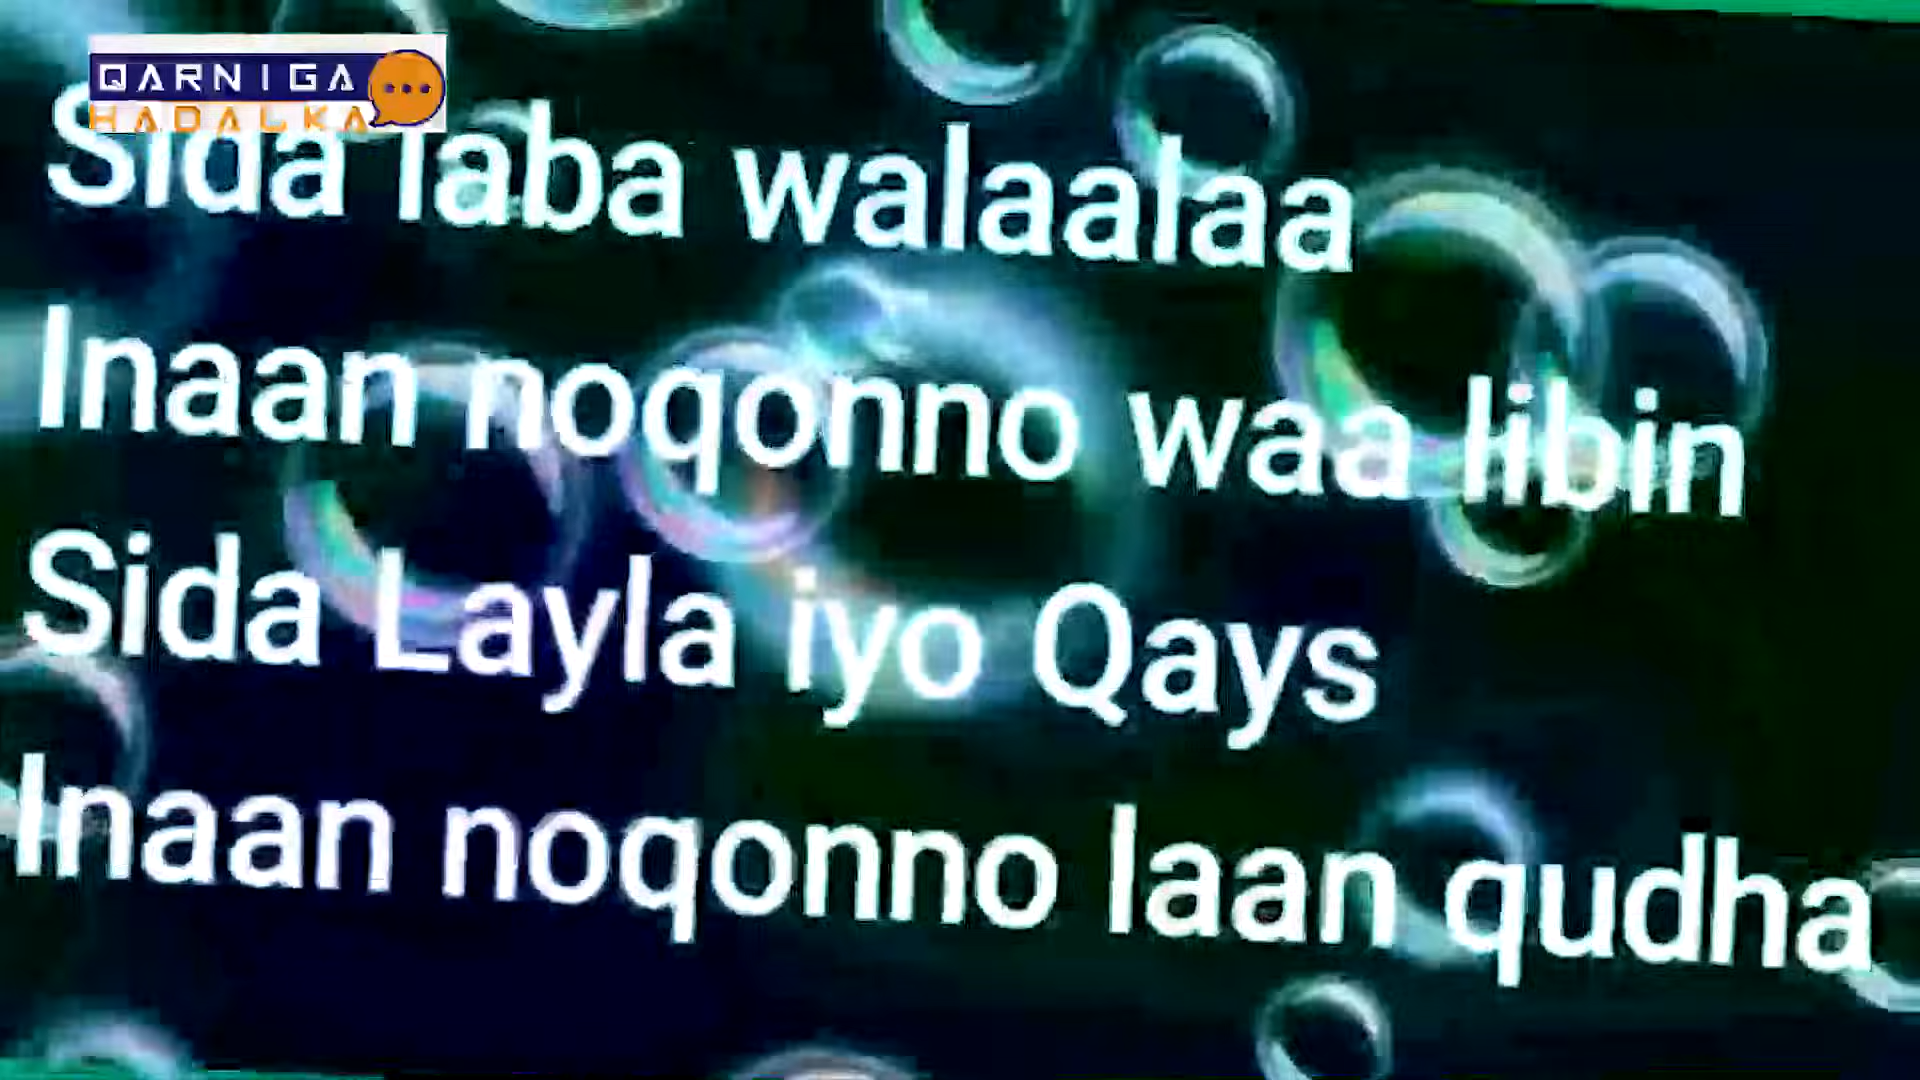 QARNIGA
HADALKA
Sida laba walaalaa
Inaan noqonno waa libin
Sida Layla iyo Qays
Inaan noqonno laan qudha